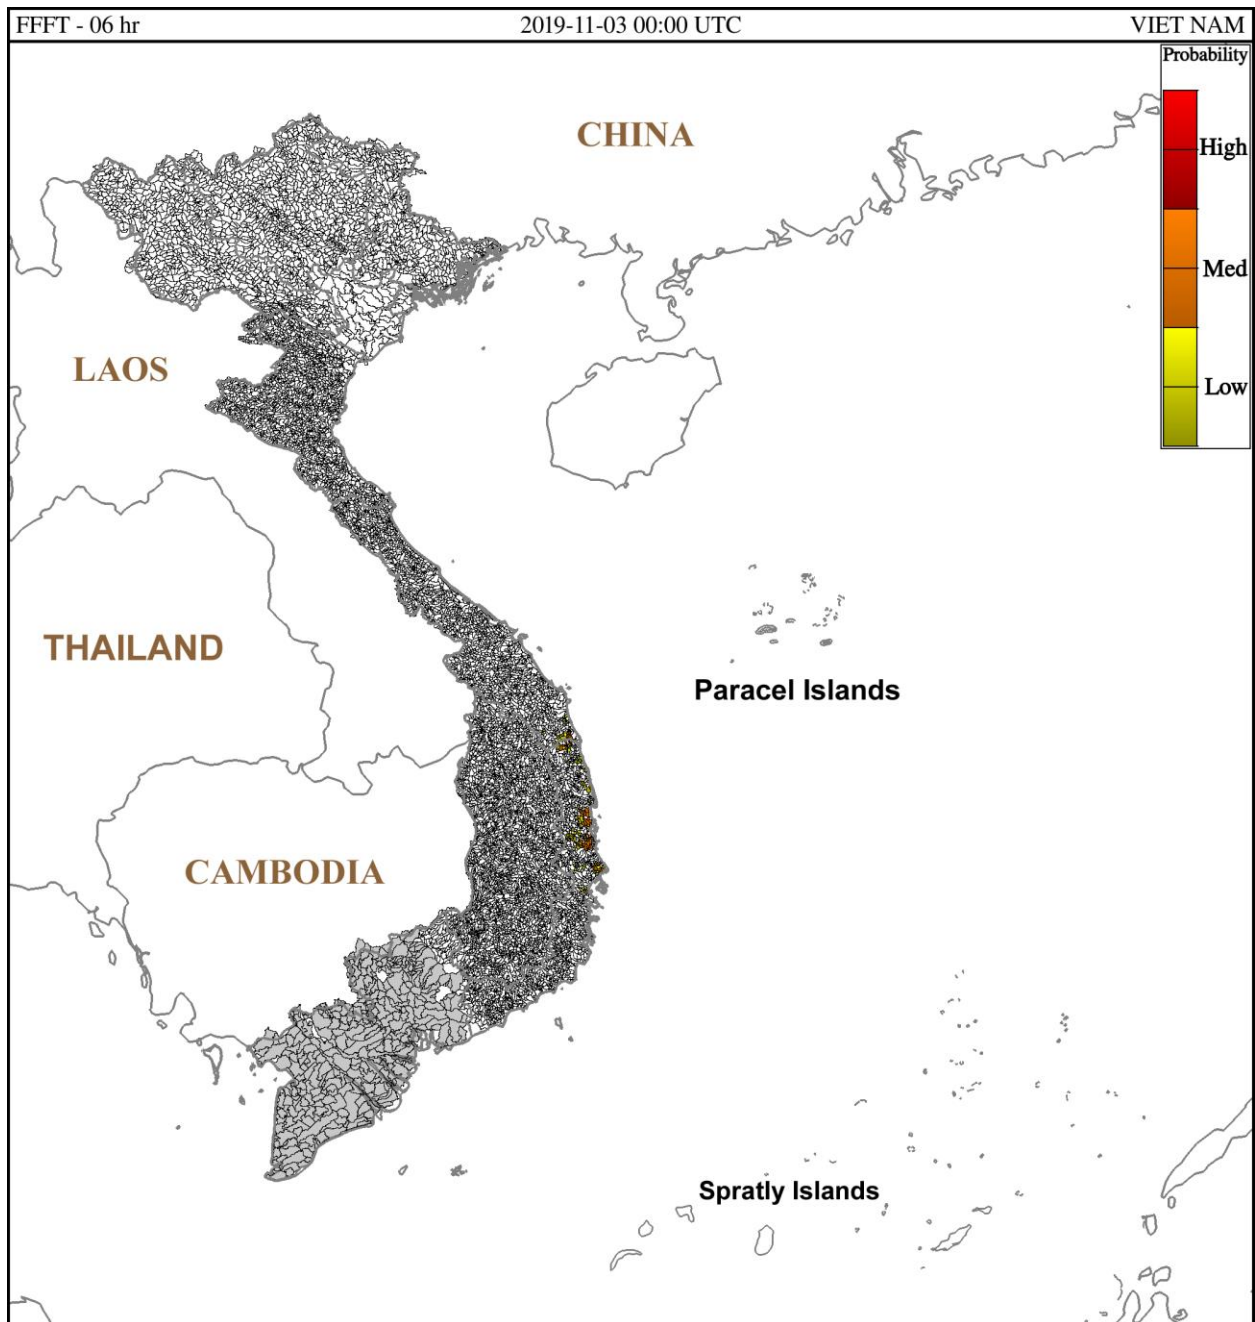 FFFT - 06 hr
2019-11-03 00:00 UTC
VIET NAM
Probability
High
Med
Low
CHINA
LAOS
THAILAND
Paracel Islands
CAMBODIA
Spratly Islands